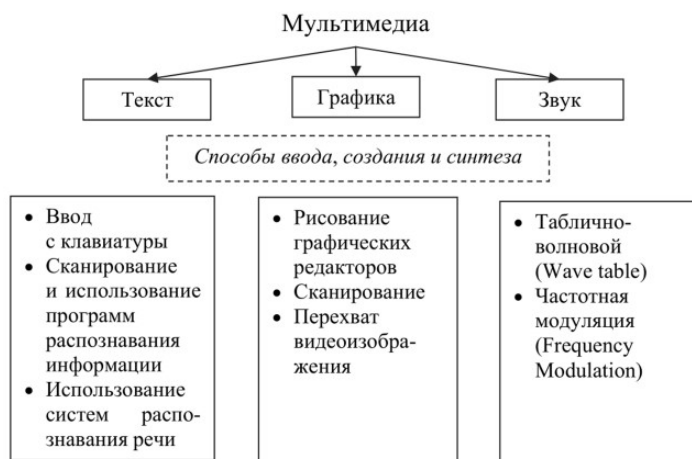 Мультимедиа
Текст
Графика
Звук
Способы ввода, создания и синтеза
• Ввод
с клавиатуры
• Сканирование
и использование
программ
распознавания
информации
• Использование
систем распо-
знавания речи
• Рисование
графических
редакторов
• Сканирование
• Перехват
видеоизобра-
жения
• Таблично-
волновой
(Wave table)
• Частотная
модуляция
(Frequency
Modulation)